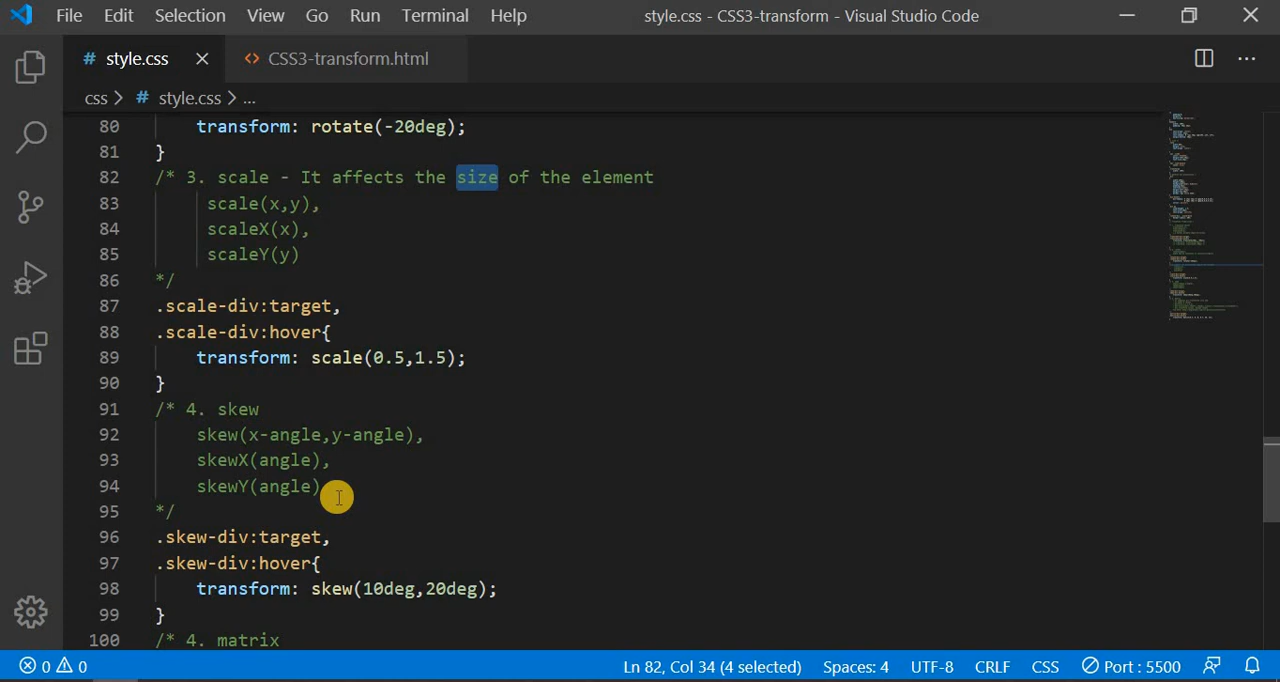 File Edit Selection View Go Run Terminal Help style.css - CSS3-transform - Visual Studio Code
# style.css <> CSS3-transform.html
css > # style.css > ...
80 transform: rotate(-20deg);
81 }
82 /* 3. scale - It affects the size of the element
83 scale(x,y),
84 scaleX(x),
85 scaleY(y)
86 */
87 .scale-div:target,
88 .scale-div:hover{
89 transform: scale(0.5,1.5);
90 }
91 /* 4. skew
92 skew(x-angle,y-angle),
93 skewX(angle),
94 skewY(angle)
95 */
96 .skew-div:target,
97 .skew-div:hover{
98 transform: skew(10deg,20deg);
99 }
100 /* 4. matrix
0 0 Ln 82, Col 34 (4 selected) Spaces: 4 UTF-8 CRLF CSS Port : 5500